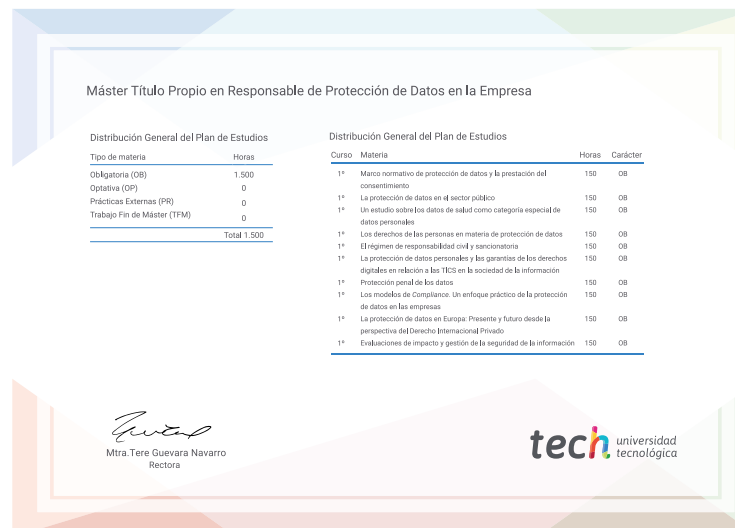 Máster Título Propio en Responsable de Protección de Datos en la Empresa
Distribución General del Plan de Estudios
Tipo de materia Horas
Obligatoria (OB) 1.500
Optativa (OP) 0
Prácticas Externas (PR) 0
Trabajo Fin de Máster (TFM) 0
Total 1.500
Distribución General del Plan de Estudios
Curso Materia Horas Carácter
1º Marco normativo de protección de datos y la prestación del 150 OB
consentimiento
1º La protección de datos en el sector público 150 OB
1º Un estudio sobre los datos de salud como categoría especial de 150 OB
datos personales
1º Los derechos de las personas en materia de protección de datos 150 OB
1º El régimen de responsabilidad civil y sancionatoria 150 OB
1º La protección de datos personales y las garantías de los derechos 150 OB
digitales en relación a las TICS en la sociedad de la información
1º Protección penal de los datos 150 OB
1º Los modelos de Compliance. Un enfoque práctico de la protección 150 OB
de datos en las empresas
1º La protección de datos en Europa: Presente y futuro desde la 150 OB
perspectiva del Derecho Internacional Privado
1º Evaluaciones de impacto y gestión de la seguridad de la información 150 OB
Mtra.Tere Guevara Navarro
Rectora
tech universidad
tecnológica